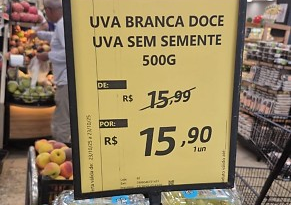 UVA BRANCA DOCE
UVA SEM SEMENTE
500G
DE:
R$ 15,99
POR:
R$ 15,90
1 un